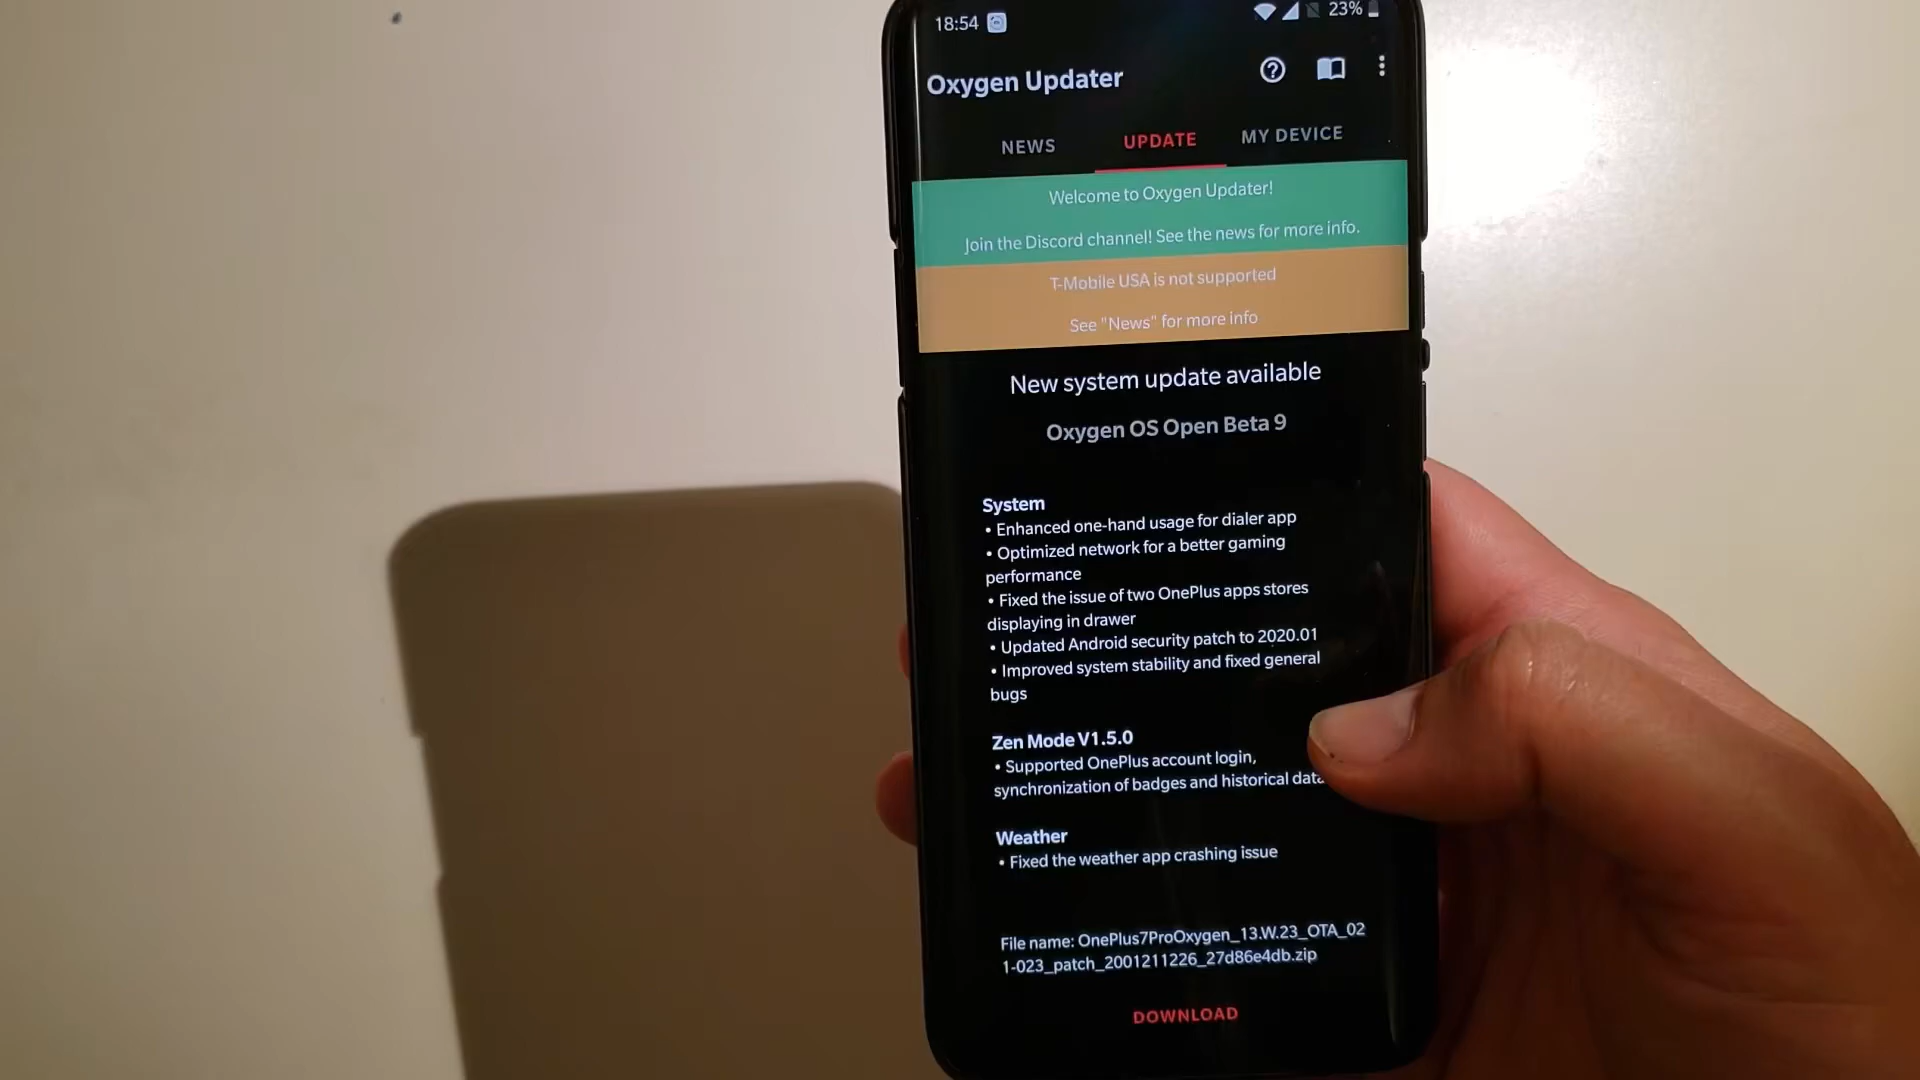 18:54
23%
Oxygen Updater
NEWS
UPDATE
MY DEVICE
Welcome to Oxygen Updater!
Join the Discord channel! See the news for more info.
T-Mobile USA is not supported
See "News" for more info
New system update available
Oxygen OS Open Beta 9
System
• Enhanced one-hand usage for dialer app
• Optimized network for a better gaming
performance
• Fixed the issue of two OnePlus apps stores
displaying in drawer
• Updated Android security patch to 2020.01
• Improved system stability and fixed general
bugs
Zen Mode V1.5.0
• Supported OnePlus account login,
synchronization of badges and historical data
Weather
• Fixed the weather app crashing issue
File name: OnePlus7ProOxygen_13.W.23_OTA_02
1-023_patch_2001211226_27d86e4db.zip
DOWNLOAD